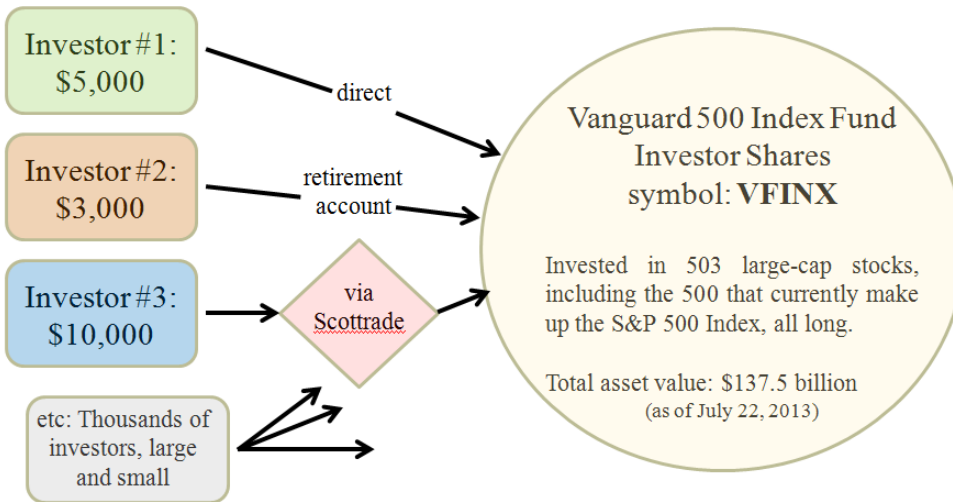 Investor #1:
$5,000
direct
Investor #2:
$3,000
retirement
account
Investor #3:
$10,000
via
Scottrade
etc: Thousands of
investors, large
and small
Vanguard 500 Index Fund
Investor Shares
symbol: VFINX
Invested in 503 large-cap stocks,
including the 500 that currently make
up the S&P 500 Index, all long.
Total asset value: $137.5 billion
(as of July 22, 2013)